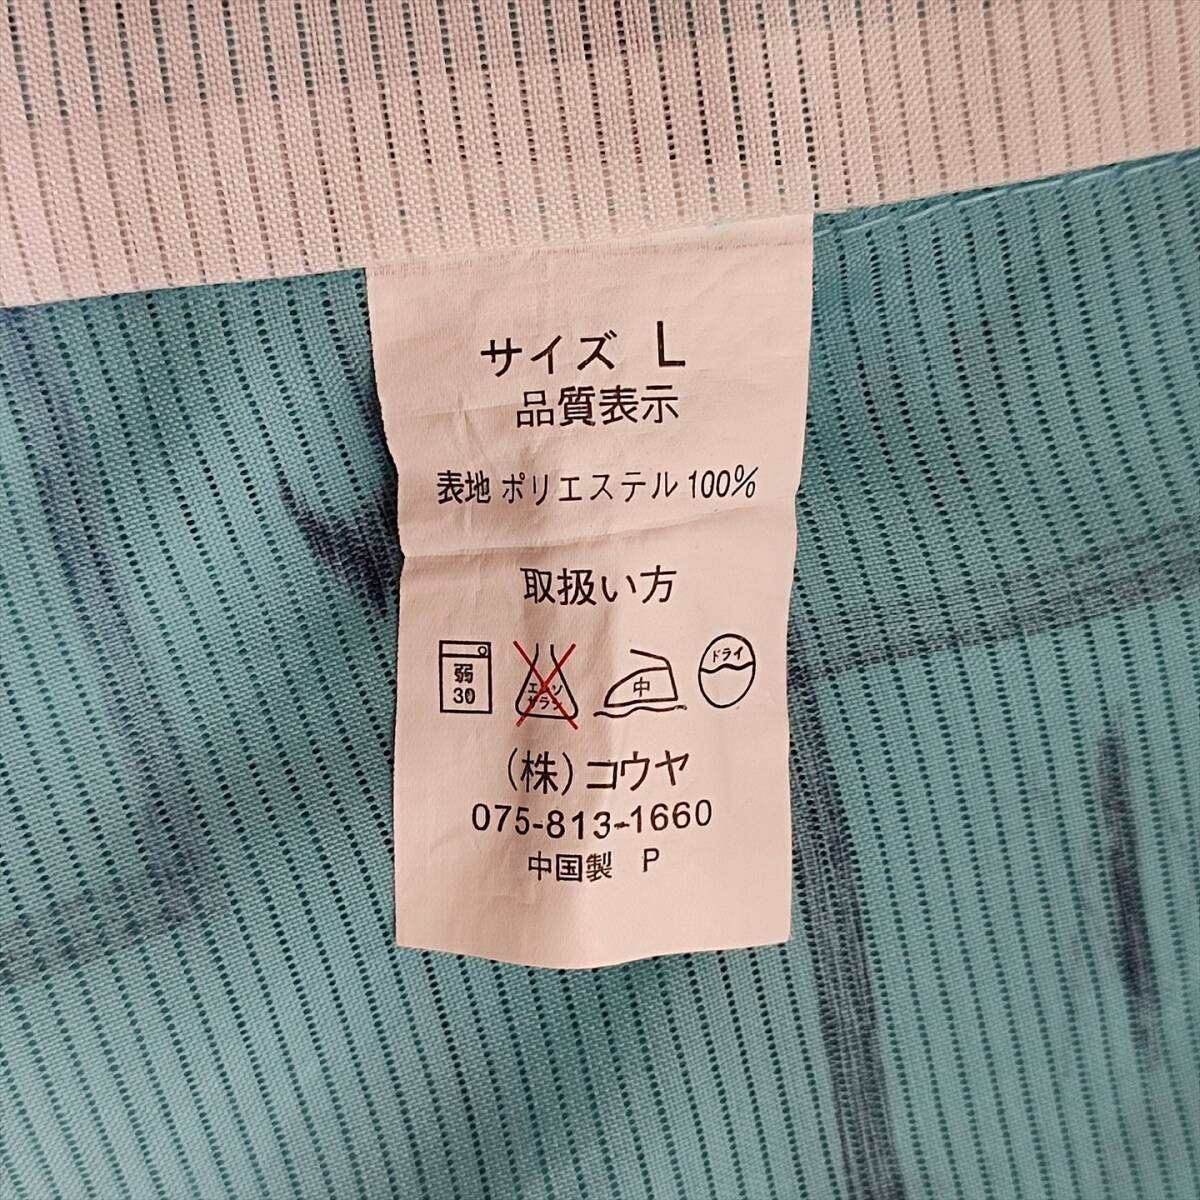 サイズ L
品質表示
表地 ポリエステル 100%
取扱い方
弱
30
エンソ
サラシ
中
ドライ
(株)コウヤ
075-813-1660
中国製 P